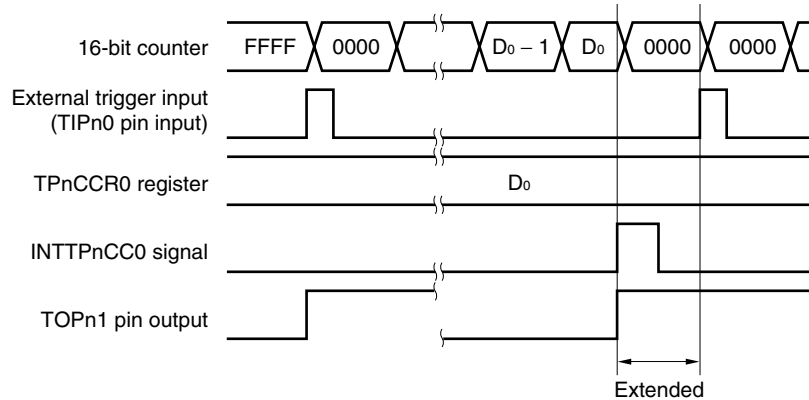 16-bit counter FFFF 0000 D₀ − 1 D₀ 0000 0000
External trigger input
(TIPn0 pin input)
TPnCCR0 register D₀
INTTPnCC0 signal
TOPn1 pin output
Extended